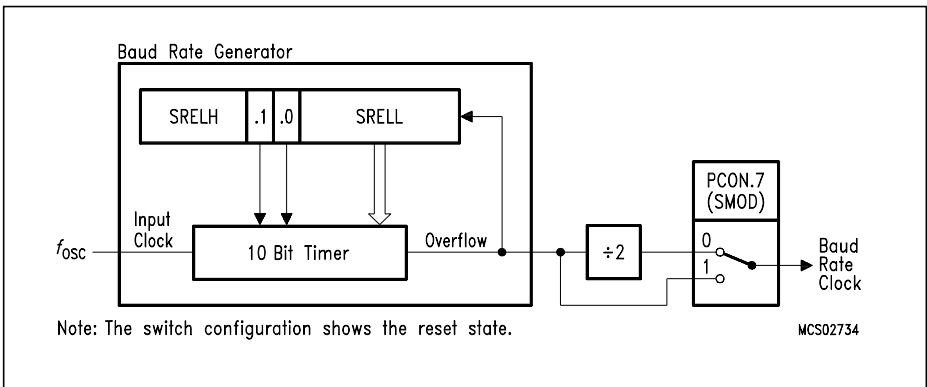 Baud Rate Generator
SRELH .1 .0 SRELL
PCON.7
(SMOD)
Input
Clock
fOSC
10 Bit Timer
Overflow
÷2
0
1
Baud
Rate
Clock
Note: The switch configuration shows the reset state.
MCS02734